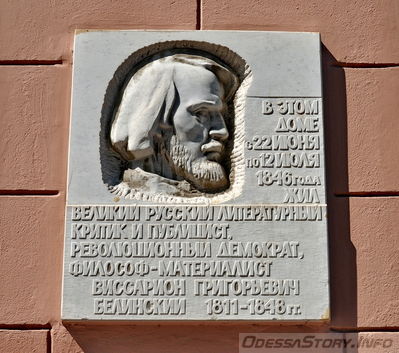 В ЭТОМ
ДОМЕ
с 22 ИЮНЯ
по 12 ИЮЛЯ
1846 года
ЖИЛ
ВЕЛИКИЙ РУССКИЙ ЛИТЕРАТУРНЫЙ
КРИТИК И ПУБЛИЦИСТ,
РЕВОЛЮЦИОННЫЙ ДЕМОКРАТ,
ФИЛОСОФ-МАТЕРИАЛИСТ
ВИССАРИОН ГРИГОРЬЕВИЧ
БЕЛИНСКИЙ 1811-1848 гг.
OdessaStory.Info